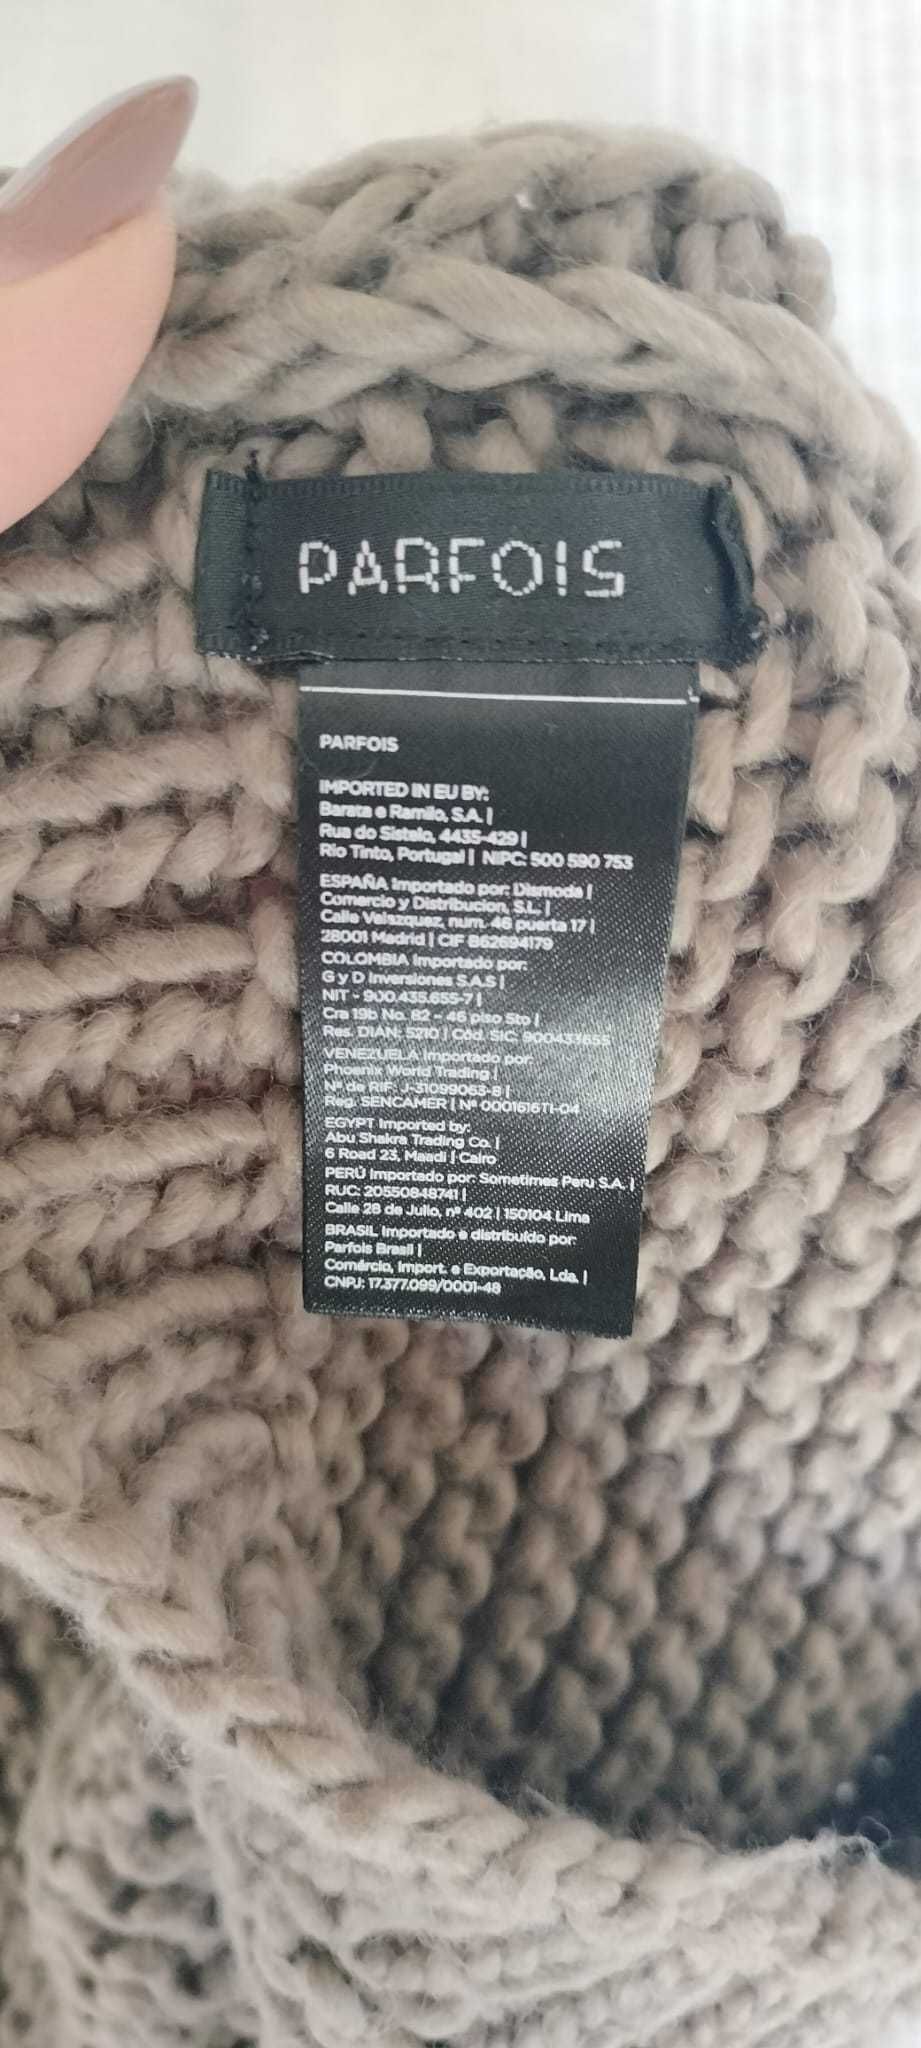 PARFOIS
PARFOIS
IMPORTED IN EU BY:
Barata e Ramilo, S.A. |
Rua do Sistelo, 4435-429 |
Rio Tinto, Portugal | NIPC: 500 590 753
ESPAÑA Importado por: Dismoda |
Comercio y Distribucion, S.L. |
Calle Velazquez, num. 46 puerta 17 |
28001 Madrid | CIF B62694179
COLOMBIA Importado por:
G y D Inversiones S.A.S |
NIT - 900.435.655-7 |
Cra 19b No. 82 - 46 piso 5to |
Res. DIAN: 5210 | Cód. SIC: 900433655
VENEZUELA Importado por:
Phoenix World Trading |
Nº de RIF: J-31099063-8 |
Reg. SENCAMER | Nº 0001616TI-04
EGYPT Imported by:
Abu Shakra Trading Co. |
6 Road 23, Maadi | Cairo
PERÚ Importado por: Sometimes Peru S.A. |
RUC: 20550848741 |
Calle 28 de Julio, nº 402 | 150104 Lima
BRASIL Importado e distribuído por:
Parfois Brasil |
Comércio, Import. e Exportação, Lda. |
CNPJ: 17.377.099/0001-48